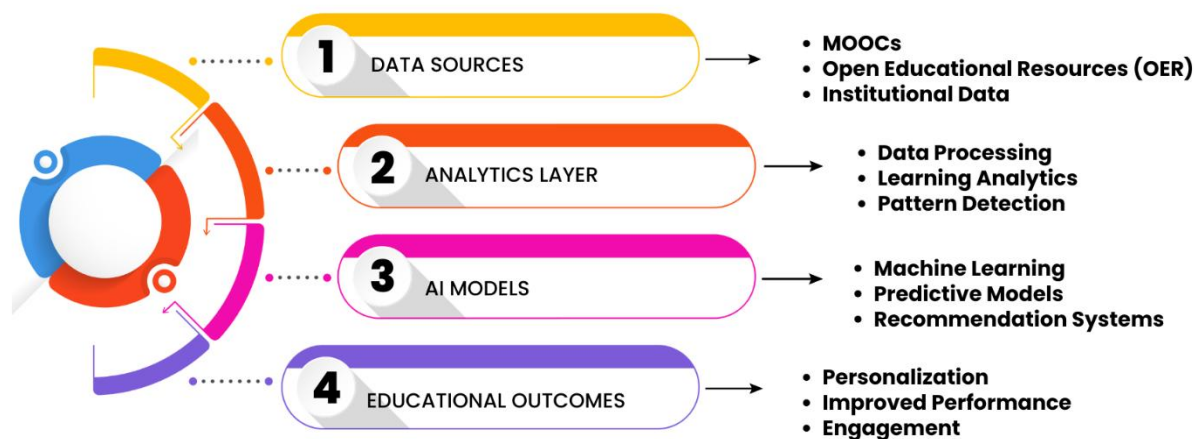 1
DATA SOURCES
• MOOCs
• Open Educational Resources (OER)
• Institutional Data
2
ANALYTICS LAYER
• Data Processing
• Learning Analytics
• Pattern Detection
3
AI MODELS
• Machine Learning
• Predictive Models
• Recommendation Systems
4
EDUCATIONAL OUTCOMES
• Personalization
• Improved Performance
• Engagement